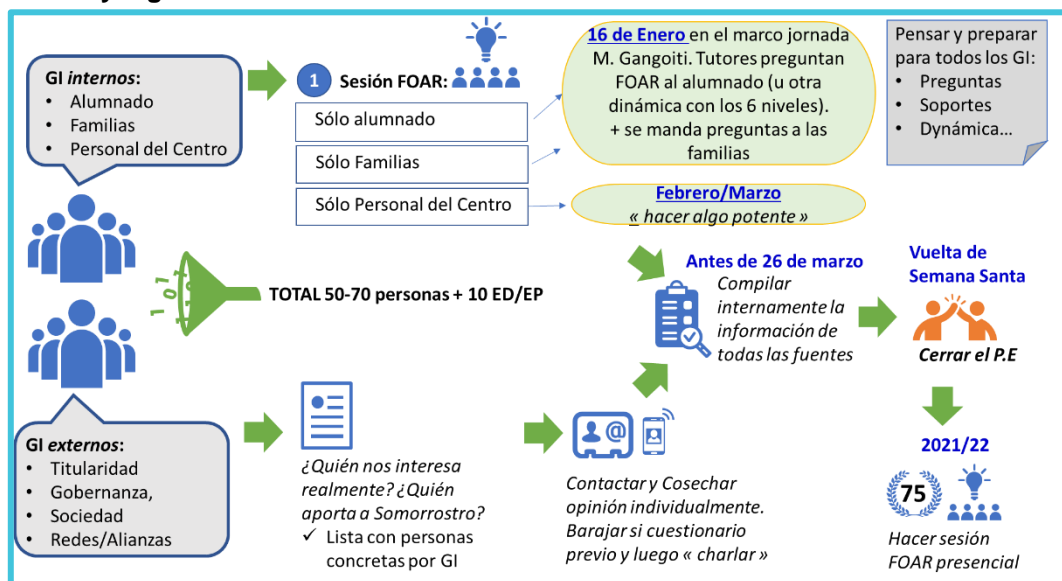 GI internos:
• Alumnado
• Familias
• Personal del Centro
1 Sesión FOAR:
Sólo alumnado
Sólo Familias
Sólo Personal del Centro
16 de Enero en el marco jornada
M. Gangoiti. Tutores preguntan
FOAR al alumnado (u otra
dinámica con los 6 niveles).
+ se manda preguntas a las
familias
Febrero/Marzo
« hacer algo potente »
Pensar y preparar
para todos los GI:
• Preguntas
• Soportes
• Dynámica...
TOTAL 50-70 personas + 10 ED/EP
Antes de 26 de marzo
Compilar
internamente la
información de
todas las fuentes
Vuelta de
Semana Santa
Cerrar el P.E
GI externos:
• Titularidad
• Gobernanza,
• Sociedad
• Redes/Alianzas
¿Quién nos interesa
realmente? ¿Quién
aporta a Somorrostro?
✓ Lista con personas
concretas por GI
Contactar y Cosechar
opinión individualmente.
Barajar si cuestionario
previo y luego « charlar »
2021/22
75
Hacer sesión
FOAR presencial